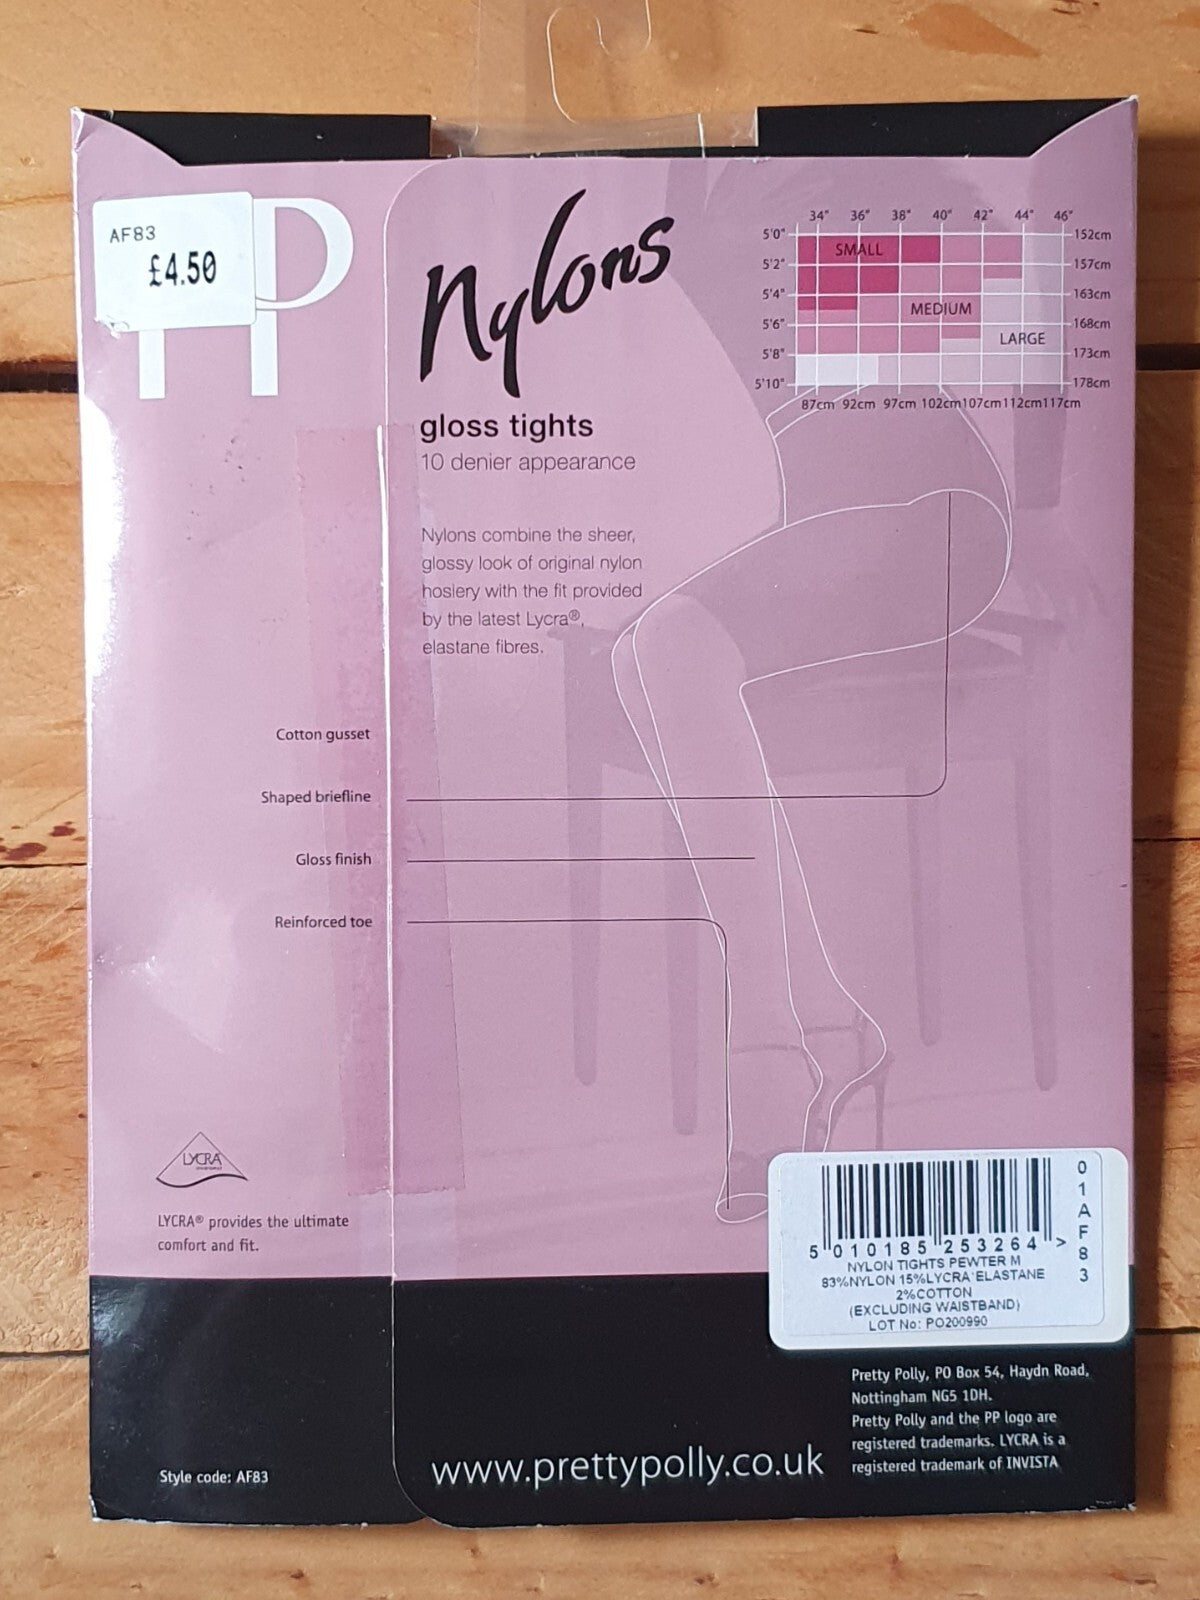 AF83
£4.50
PP
Nylons
gloss tights
10 denier appearance
Nylons combine the sheer,
glossy look of original nylon
hosiery with the fit provided
by the latest Lycra®,
elastane fibres.
34" 36" 38" 40" 42" 44" 46"
5'0" 152cm
SMALL
5'2" 157cm
5'4" 163cm
MEDIUM
5'6" 168cm
LARGE
5'8" 173cm
5'10" 178cm
87cm 92cm 97cm 102cm 107cm 112cm 117cm
Cotton gusset
Shaped briefline
Gloss finish
Reinforced toe
LYCRA
LYCRA® provides the ultimate
comfort and fit.
Style code: AF83
01AF83
5 010185 253264 >
NYLON TIGHTS PEWTER M
83%NYLON 15%LYCRA ELASTANE
2%COTTON
(EXCLUDING WAISTBAND)
LOT No: PO200990
Pretty Polly, PO Box 54, Haydn Road,
Nottingham NG5 1DH.
Pretty Polly and the PP logo are
registered trademarks. LYCRA is a
registered trademark of INVISTA
www.prettypolly.co.uk